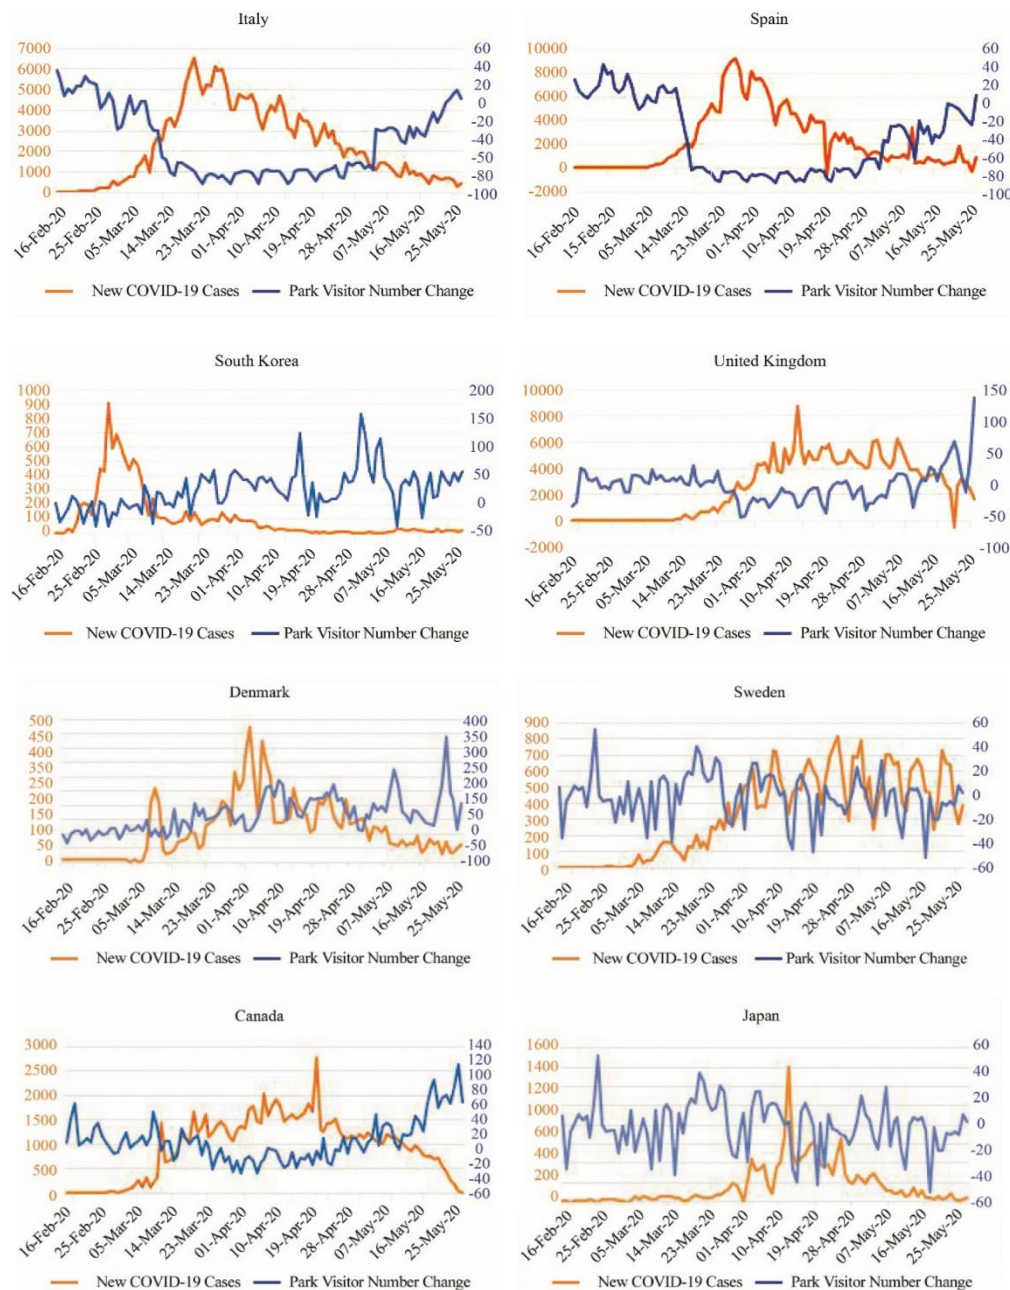 Italy
7000
6000
5000
4000
3000
2000
1000
0
60
40
20
0
-20
-40
-60
-80
-100
16-Feb-20
25-Feb-20
05-Mar-20
14-Mar-20
23-Mar-20
01-Apr-20
10-Apr-20
19-Apr-20
28-Apr-20
07-May-20
16-May-20
25-May-20
New COVID-19 Cases Park Visitor Number Change
Spain
10000
8000
6000
4000
2000
0
-2000
60
40
20
0
-20
-40
-60
-80
-100
16-Feb-20
15-Feb-20
05-Mar-20
14-Mar-20
23-Mar-20
01-Apr-20
10-Apr-20
19-Apr-20
28-Apr-20
07-May-20
16-May-20
25-May-20
New COVID-19 Cases Park Visitor Number Change
South Korea
1000
900
800
700
600
500
400
300
200
100
0
200
150
100
50
0
-50
16-Feb-20
25-Feb-20
05-Mar-20
14-Mar-20
23-Mar-20
01-Apr-20
10-Apr-20
19-Apr-20
28-Apr-20
07-May-20
16-May-20
25-May-20
New COVID-19 Cases Park Visitor Number Change
United Kingdom
10000
8000
6000
4000
2000
0
-2000
150
100
50
0
-50
-100
16-Feb-20
25-Feb-20
05-Mar-20
14-Mar-20
23-Mar-20
01-Apr-20
10-Apr-20
19-Apr-20
28-Apr-20
07-May-20
16-May-20
25-May-20
New COVID-19 Cases Park Visitor Number Change
Denmark
500
250
200
150
100
50
0
400
350
300
250
200
150
100
50
0
-50
-100
16-Feb-20
25-Feb-20
05-Mar-20
14-Mar-20
23-Mar-20
01-Apr-20
10-Apr-20
19-Apr-20
28-Apr-20
07-May-20
16-May-20
25-May-20
New COVID-19 Cases Park Visitor Number Change
Sweden
900
800
700
600
500
400
300
200
100
0
60
40
20
0
-20
-40
-60
16-Feb-20
25-Feb-20
05-Mar-20
14-Mar-20
23-Mar-20
01-Apr-20
10-Apr-20
19-Apr-20
28-Apr-20
07-May-20
16-May-20
25-May-20
New COVID-19 Cases Park Visitor Number Change
Canada
3000
2500
2000
1500
1000
500
0
140
120
100
80
60
40
20
0
-20
-40
-60
16-Feb-20
25-Feb-20
05-Mar-20
14-Mar-20
23-Mar-20
01-Apr-20
10-Apr-20
19-Apr-20
28-Apr-20
07-May-20
16-May-20
25-May-20
New COVID-19 Cases Park Visitor Number Change
Japan
1600
1200
1000
600
400
200
0
60
40
20
0
-20
-40
-60
16-Feb-20
25-Feb-20
05-Mar-20
14-Mar-20
23-Mar-20
01-Apr-20
10-Apr-20
19-Apr-20
28-Apr-20
07-May-20
16-May-20
25-May-20
New COVID-19 Cases Park Visitor Number Change